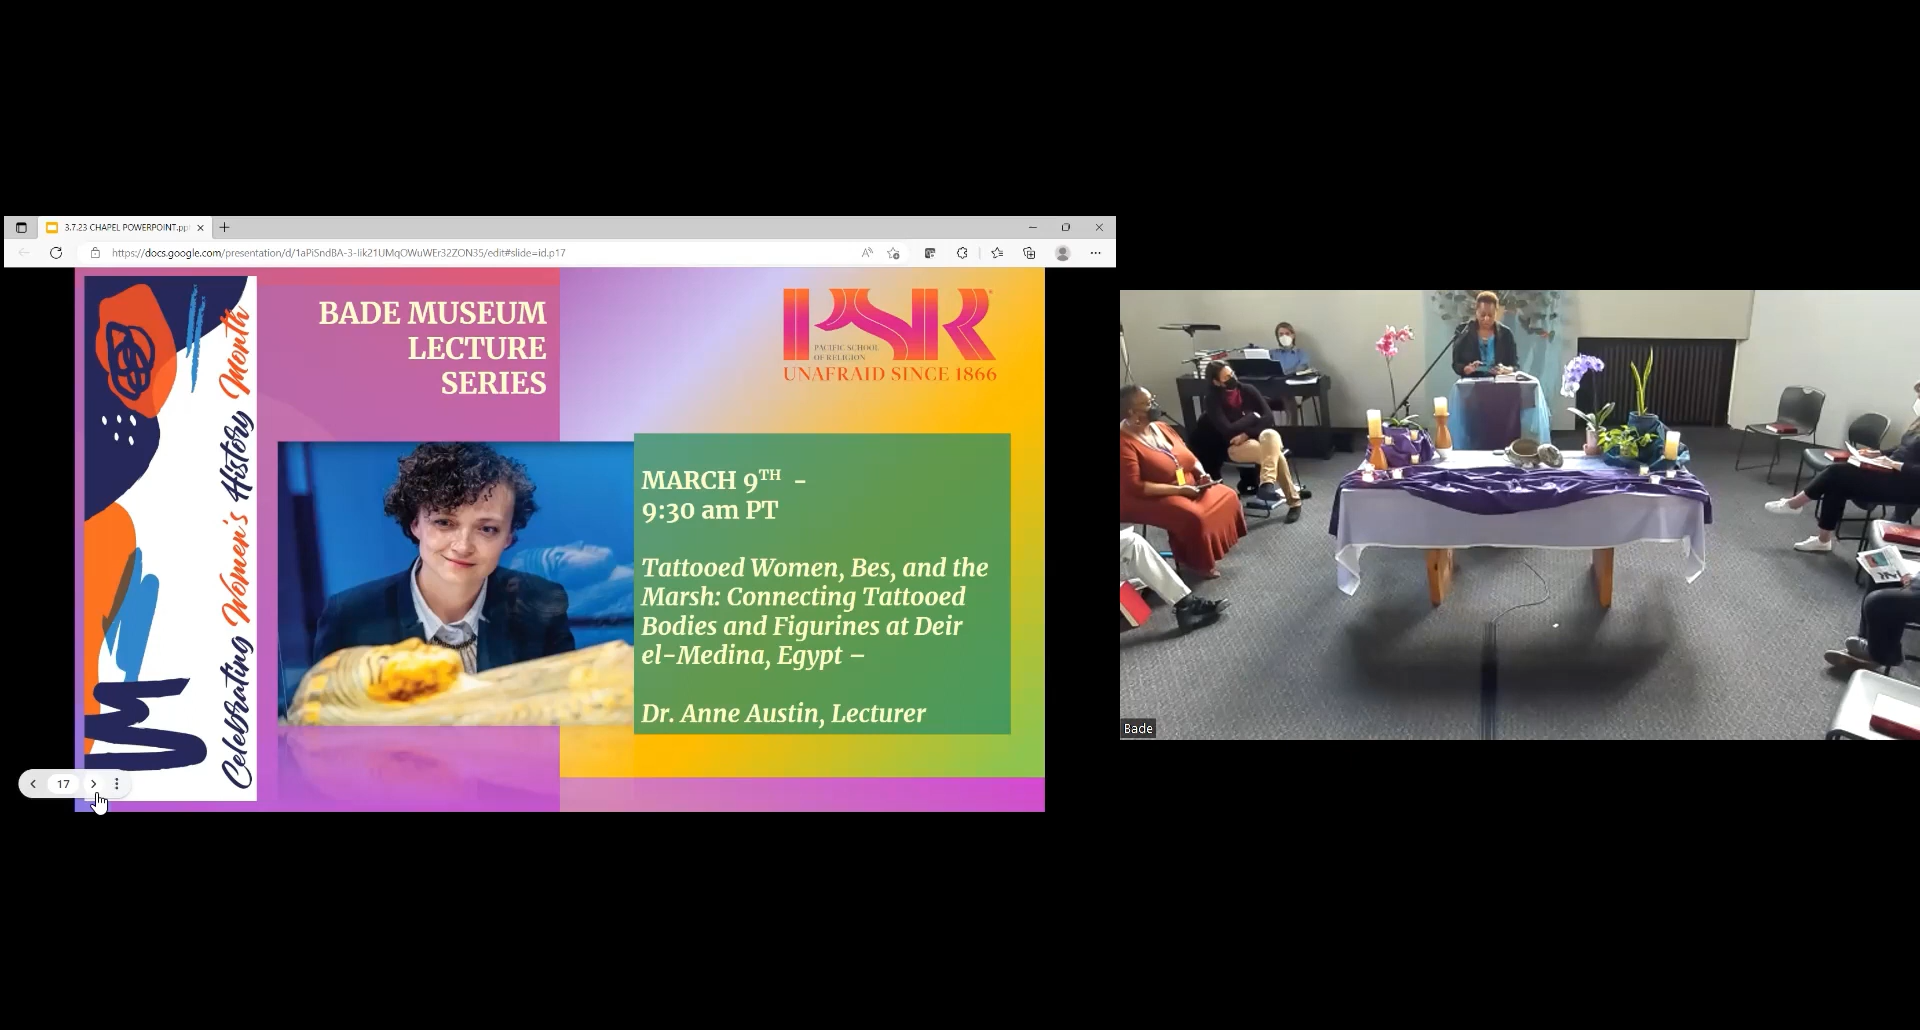 3.7.23 CHAPEL POWERPOINT.pp
https://docs.google.com/presentation/d/1aPiSndBA-3-lik21UMqOWuWEr32ZON35/edit#slide=id.p17
Celebrating Women's History Month
BADE MUSEUM
LECTURE
SERIES
PSR
PACIFIC SCHOOL
OF RELIGION
UNAFRAID SINCE 1866
MARCH 9TH -
9:30 am PT
Tattooed Women, Bes, and the
Marsh: Connecting Tattooed
Bodies and Figurines at Deir
el-Medina, Egypt –
Dr. Anne Austin, Lecturer
17
Bade